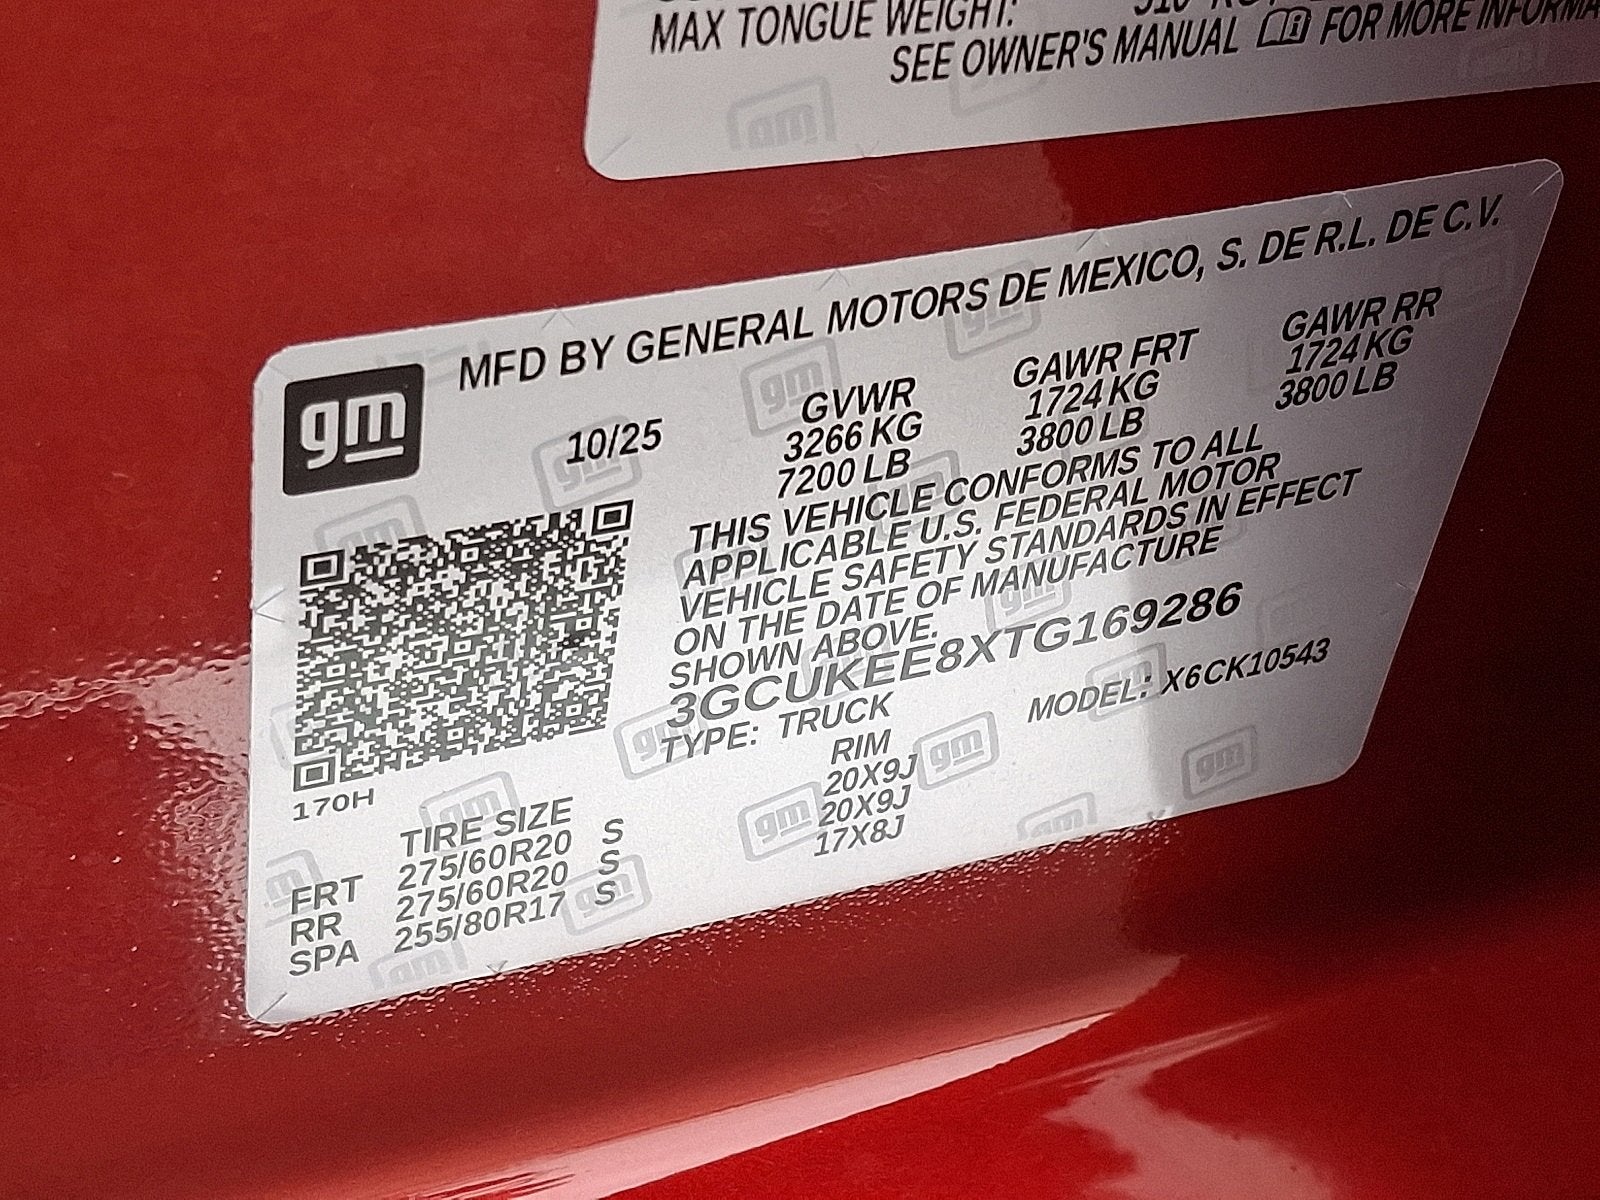 MAX TONGUE WEIGHT:
SEE OWNER'S MANUAL FOR MORE
gm
MFD BY GENERAL MOTORS DE MEXICO, S. DE R.L. DE C.V.
10/25
GVWR GAWR FRT GAWR RR
3266 KG 1724 KG 1724 KG
7200 LB 3800 LB 3800 LB
THIS VEHICLE CONFORMS TO ALL
APPLICABLE U.S. FEDERAL MOTOR
VEHICLE SAFETY STANDARDS IN EFFECT
ON THE DATE OF MANUFACTURE
SHOWN ABOVE.
3GCUKEE8XTG169286
TYPE: TRUCK MODEL: X6CK10543
170H
TIRE SIZE RIM
FRT 275/60R20 S 20X9J
RR 275/60R20 S 20X9J
SPA 255/80R17 S 17X8J